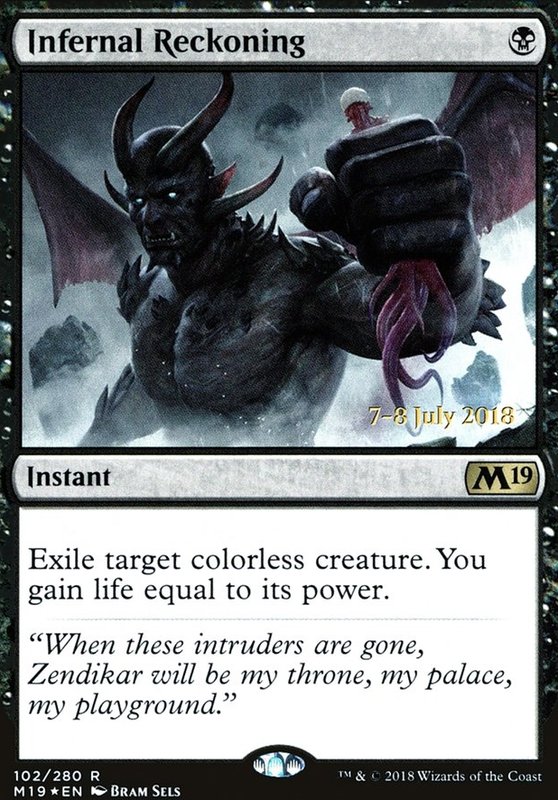 Infernal Reckoning
7–8 July 2018
Instant
M19
Exile target colorless creature. You
gain life equal to its power.
“When these intruders are gone,
Zendikar will be my throne, my palace,
my playground.”
102/280 R
M19★EN Bram Sels
™ & © 2018 Wizards of the Coast